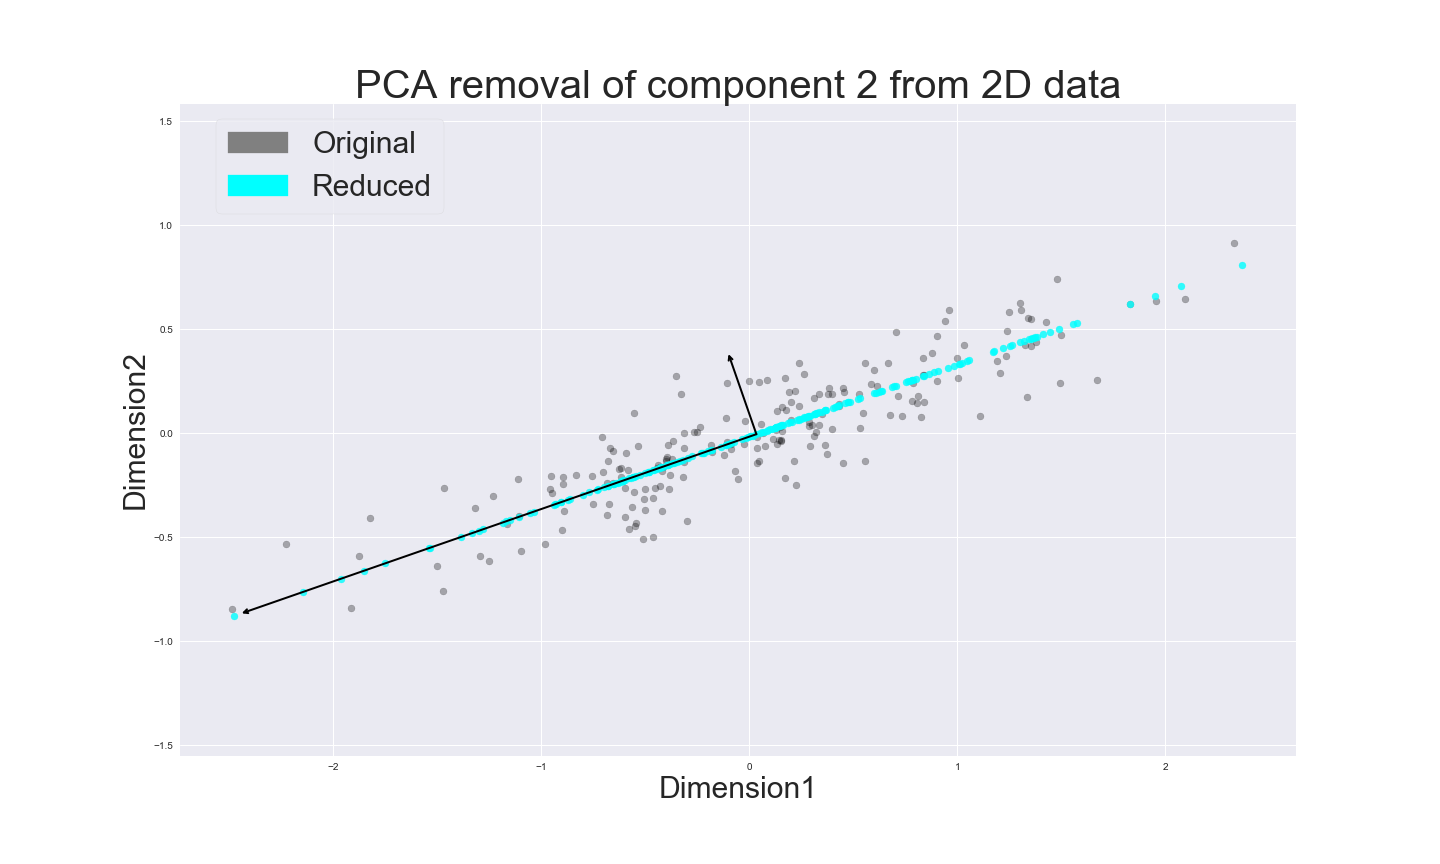 PCA removal of component 2 from 2D data
Original
Reduced
1.5
1.0
0.5
0.0
−0.5
−1.0
−1.5
Dimension2
−2
−1
0
1
2
Dimension1